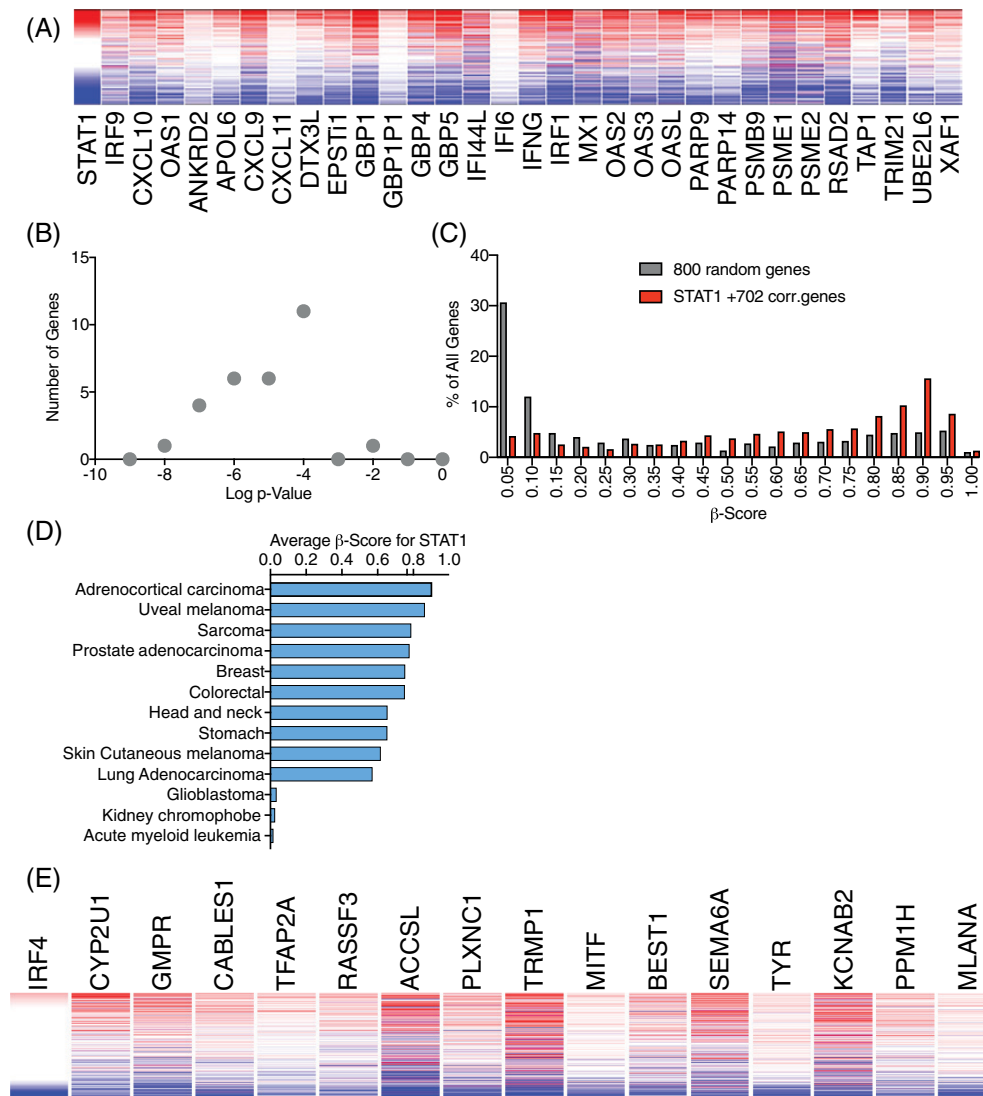 (A)
STAT1
IRF9
CXCL10
OAS1
ANKRD2
APOL6
CXCL9
CXCL11
DTX3L
EPSTi1
GBP1
GBP1P1
GBP4
GBP5
IFI44L
IFI6
IFNG
IRF1
MX1
OAS2
OAS3
OASL
PARP9
PARP14
PSMB9
PSME1
PSME2
RSAD2
TAP1
TRIM21
UBE2L6
XAF1
(B)
Number of Genes
15
10
5
0
-10 -8 -6 -4 -2 0
Log p-Value
(C)
% of All Genes
40
30
20
10
0
800 random genes
STAT1 +702 corr.genes
0.05
0.10
0.15
0.20
0.25
0.30
0.35
0.40
0.45
0.50
0.55
0.60
0.65
0.70
0.75
0.80
0.85
0.90
0.95
1.00
β-Score
(D)
Average β-Score for STAT1
0.0 0.2 0.4 0.6 0.8 1.0
Adrenocortical carcinoma
Uveal melanoma
Sarcoma
Prostate adenocarcinoma
Breast
Colorectal
Head and neck
Stomach
Skin Cutaneous melanoma
Lung Adenocarcinoma
Glioblastoma
Kidney chromophobe
Acute myeloid leukemia
(E)
IRF4
CYP2U1
GMPR
CABLES1
TFAP2A
RASSF3
ACCSL
PLXNC1
TRMP1
MITF
BEST1
SEMA6A
TYR
KCNAB2
PPM1H
MLANA